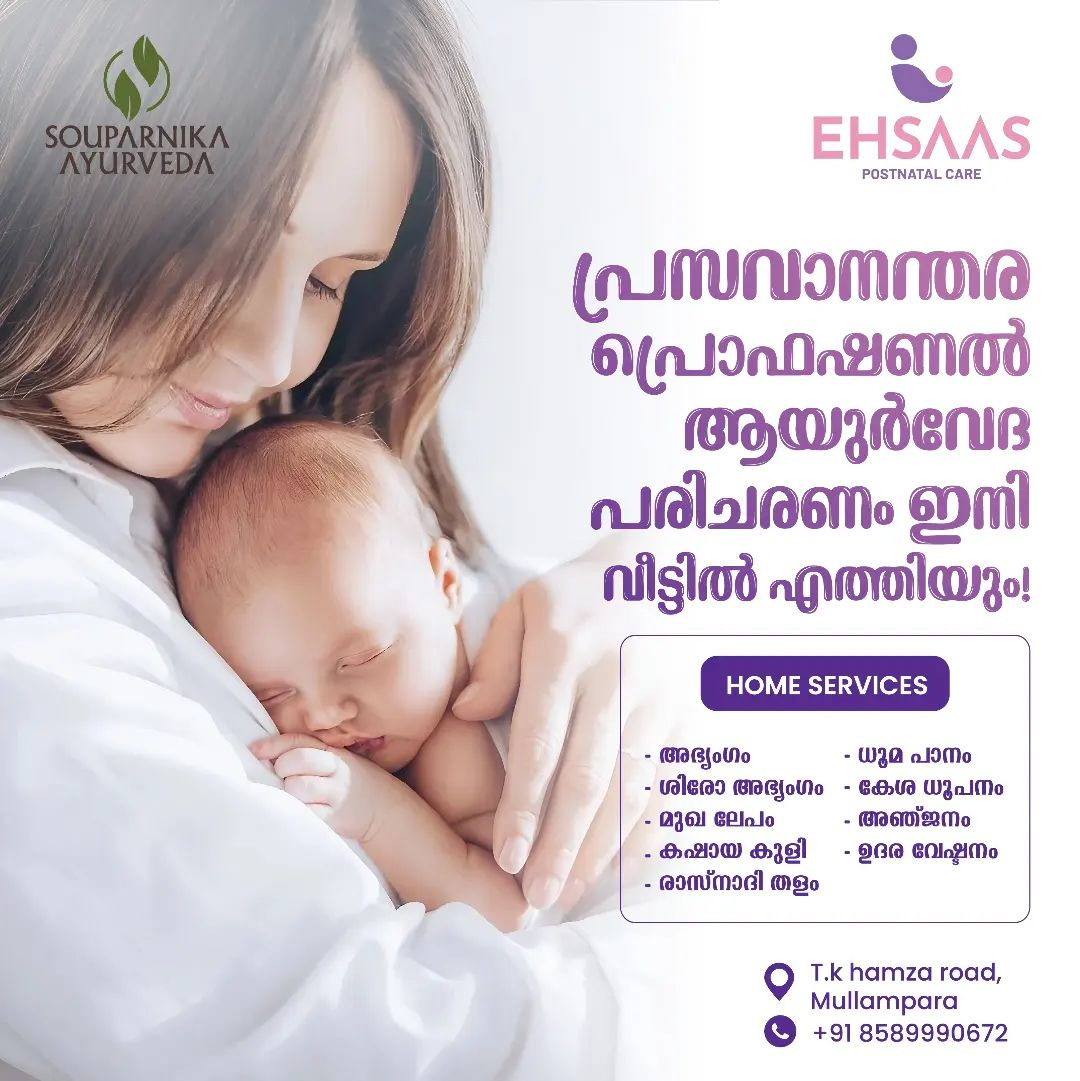 SOUPARNIKA
AYURVEDA
EHSAAS
POSTNATAL CARE
പ്രസവാനന്തര
പ്രൊഫഷണൽ
ആയുർവേദ
പരിചരണം ഇനി
വീട്ടിൽ എത്തിയും!
HOME SERVICES
- അഭ്യംഗം
- ശിരോ അഭ്യംഗം
- മുഖ ലേപം
- കഷായ കുളി
- രാസ്നാദി തളം
- ധൂമ പാനം
- കേശ ധൂപനം
- അഞ്ജനം
- ഉദര വേഷ്ടനം
T.k hamza road,
Mullampara
+91 8589990672